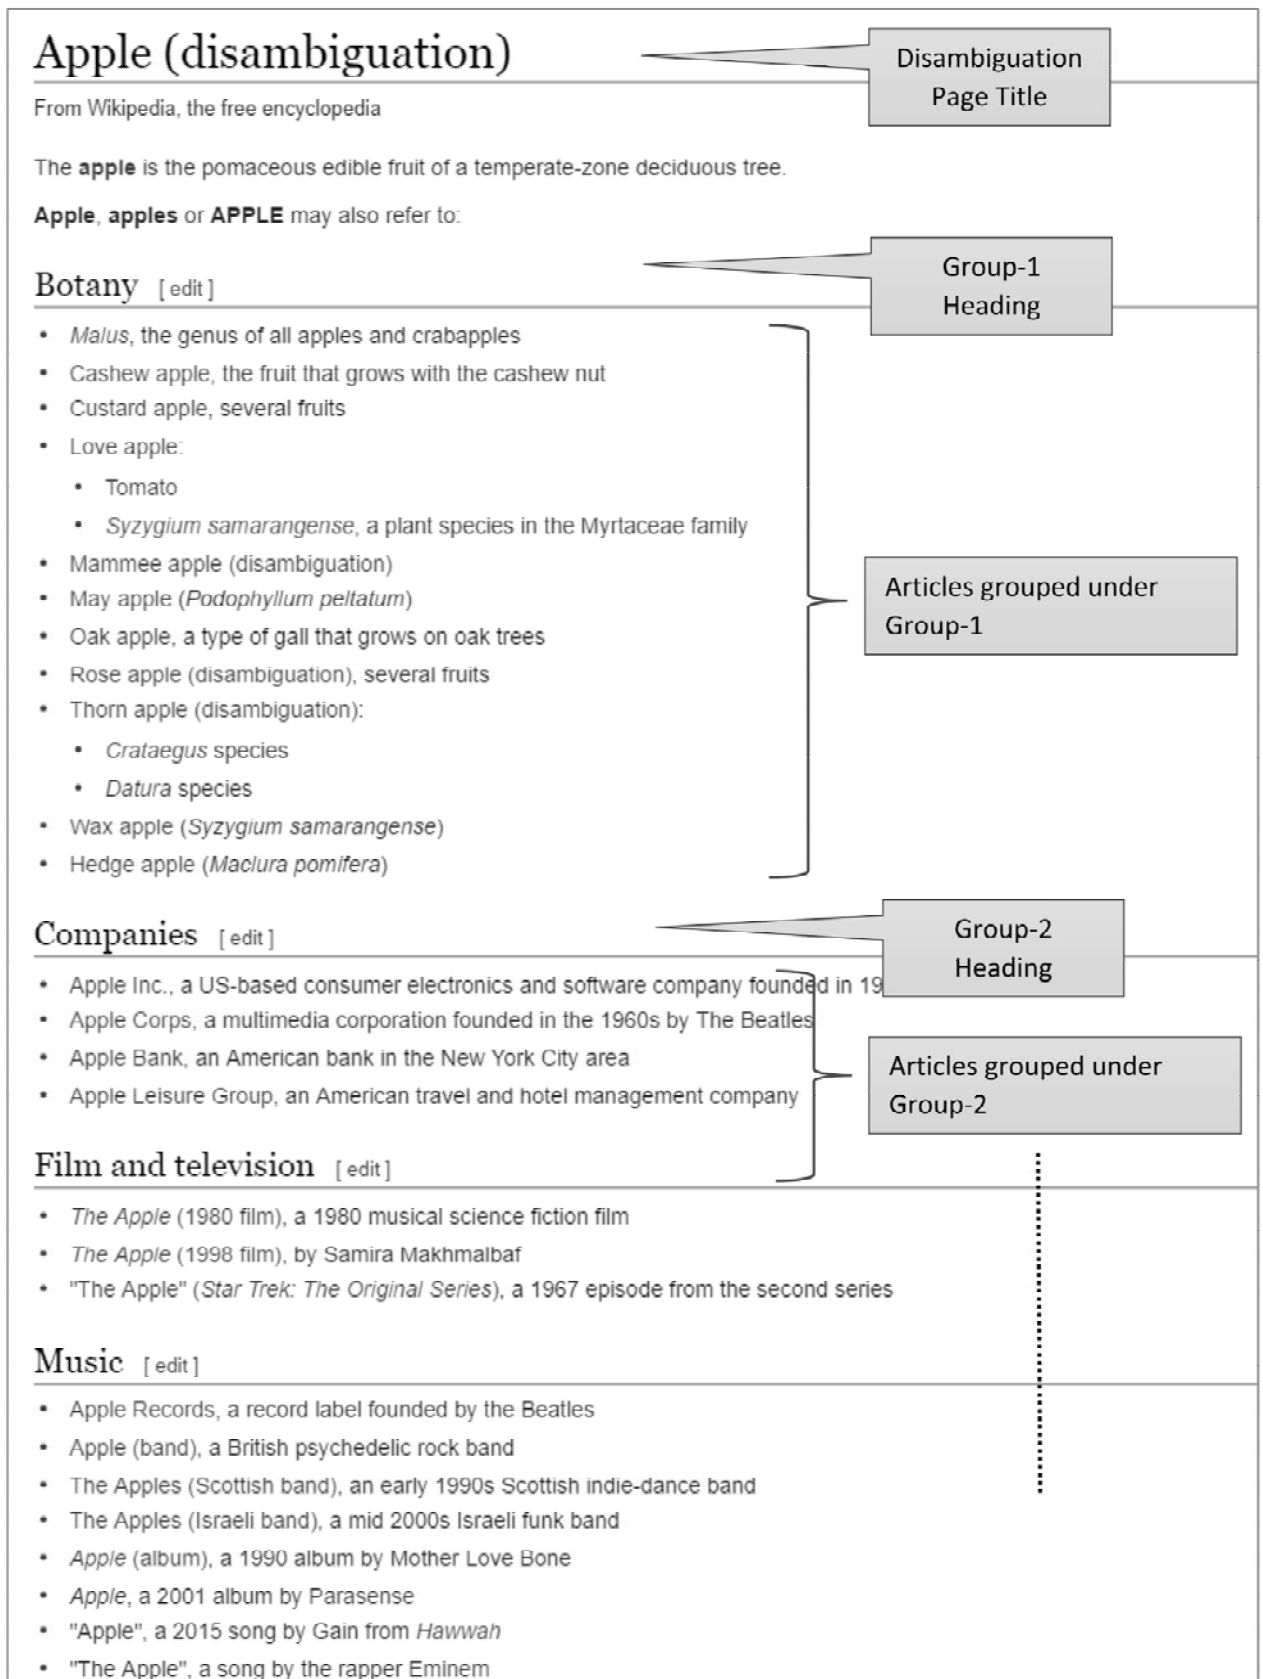 Apple (disambiguation)
Disambiguation
Page Title
From Wikipedia, the free encyclopedia
The apple is the pomaceous edible fruit of a temperate-zone deciduous tree.
Apple, apples or APPLE may also refer to:
Group-1
Heading
Botany [ edit ]
• Malus, the genus of all apples and crabapples
• Cashew apple, the fruit that grows with the cashew nut
• Custard apple, several fruits
• Love apple:
• Tomato
• Syzygium samarangense, a plant species in the Myrtaceae family
• Mammee apple (disambiguation)
• May apple (Podophyllum peltatum)
• Oak apple, a type of gall that grows on oak trees
• Rose apple (disambiguation), several fruits
• Thorn apple (disambiguation):
• Crataegus species
• Datura species
• Wax apple (Syzygium samarangense)
• Hedge apple (Maclura pomifera)
Articles grouped under
Group-1
Companies [ edit ]
Group-2
Heading
• Apple Inc., a US-based consumer electronics and software company founded in 19
• Apple Corps, a multimedia corporation founded in the 1960s by The Beatles
• Apple Bank, an American bank in the New York City area
• Apple Leisure Group, an American travel and hotel management company
Articles grouped under
Group-2
Film and television [ edit ]
• The Apple (1980 film), a 1980 musical science fiction film
• The Apple (1998 film), by Samira Makhmalbaf
• "The Apple" (Star Trek: The Original Series), a 1967 episode from the second series
Music [ edit ]
• Apple Records, a record label founded by the Beatles
• Apple (band), a British psychedelic rock band
• The Apples (Scottish band), an early 1990s Scottish indie-dance band
• The Apples (Israeli band), a mid 2000s Israeli funk band
• Apple (album), a 1990 album by Mother Love Bone
• Apple, a 2001 album by Parasense
• "Apple", a 2015 song by Gain from Hawwah
• "The Apple", a song by the rapper Eminem